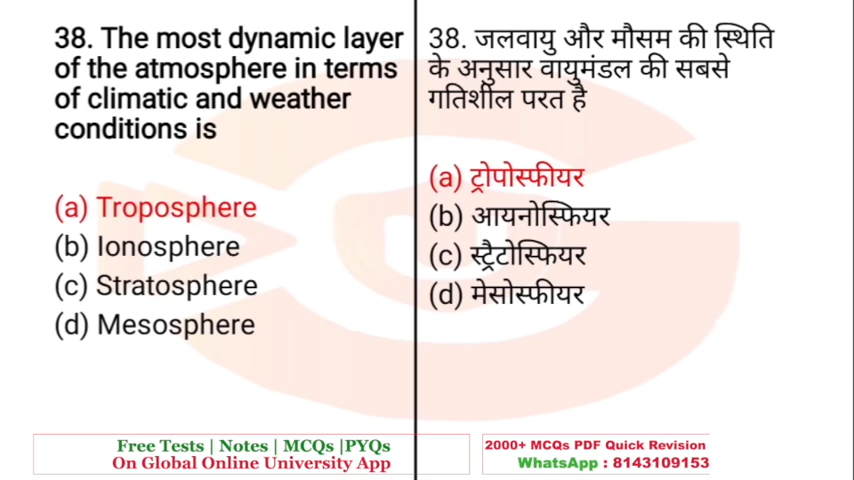 38. The most dynamic layer
of the atmosphere in terms
of climatic and weather
conditions is
(a) Troposphere
(b) Ionosphere
(c) Stratosphere
(d) Mesosphere
38. जलवायु और मौसम की स्थिति
के अनुसार वायुमंडल की सबसे
गतिशील परत है
(a) ट्रोपोस्फीयर
(b) आयनोस्फियर
(c) स्ट्रैटोस्फियर
(d) मेसोस्फीयर
Free Tests | Notes | MCQs |PYQs
On Global Online University App
2000+ MCQs PDF Quick Revision
WhatsApp : 8143109153